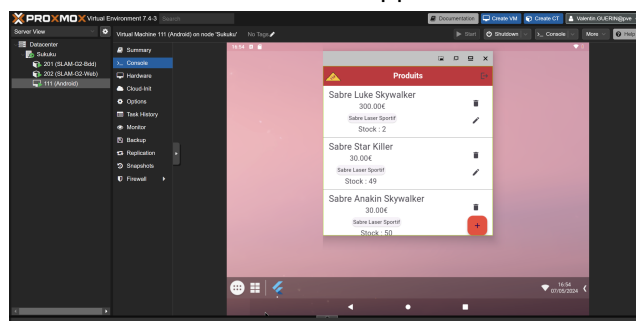 PROXMOX Virtual Environment 7.4-3 Search
Documentation Create VM Create CT Valentin.GUERIN@pve
Server View
Virtual Machine 111 (Android) on node 'Sukuku' No Tags
Start Shutdown Console More Help
Datacenter
Sukuku
201 (SLAM-G2-Bdd)
202 (SLAM-G2-Web)
111 (Android)
Summary
Console
Hardware
Cloud-Init
Options
Task History
Monitor
Backup
Replication
Snapshots
Firewall
16:54
Produits
Sabre Luke Skywalker
300.00€
Sabre Laser Sportif
Stock : 2
Sabre Star Killer
30.00€
Sabre Laser Sportif
Stock : 49
Sabre Anakin Skywalker
30.00€
Sabre Laser Sportif
Stock : 50
16:54
07/05/2024